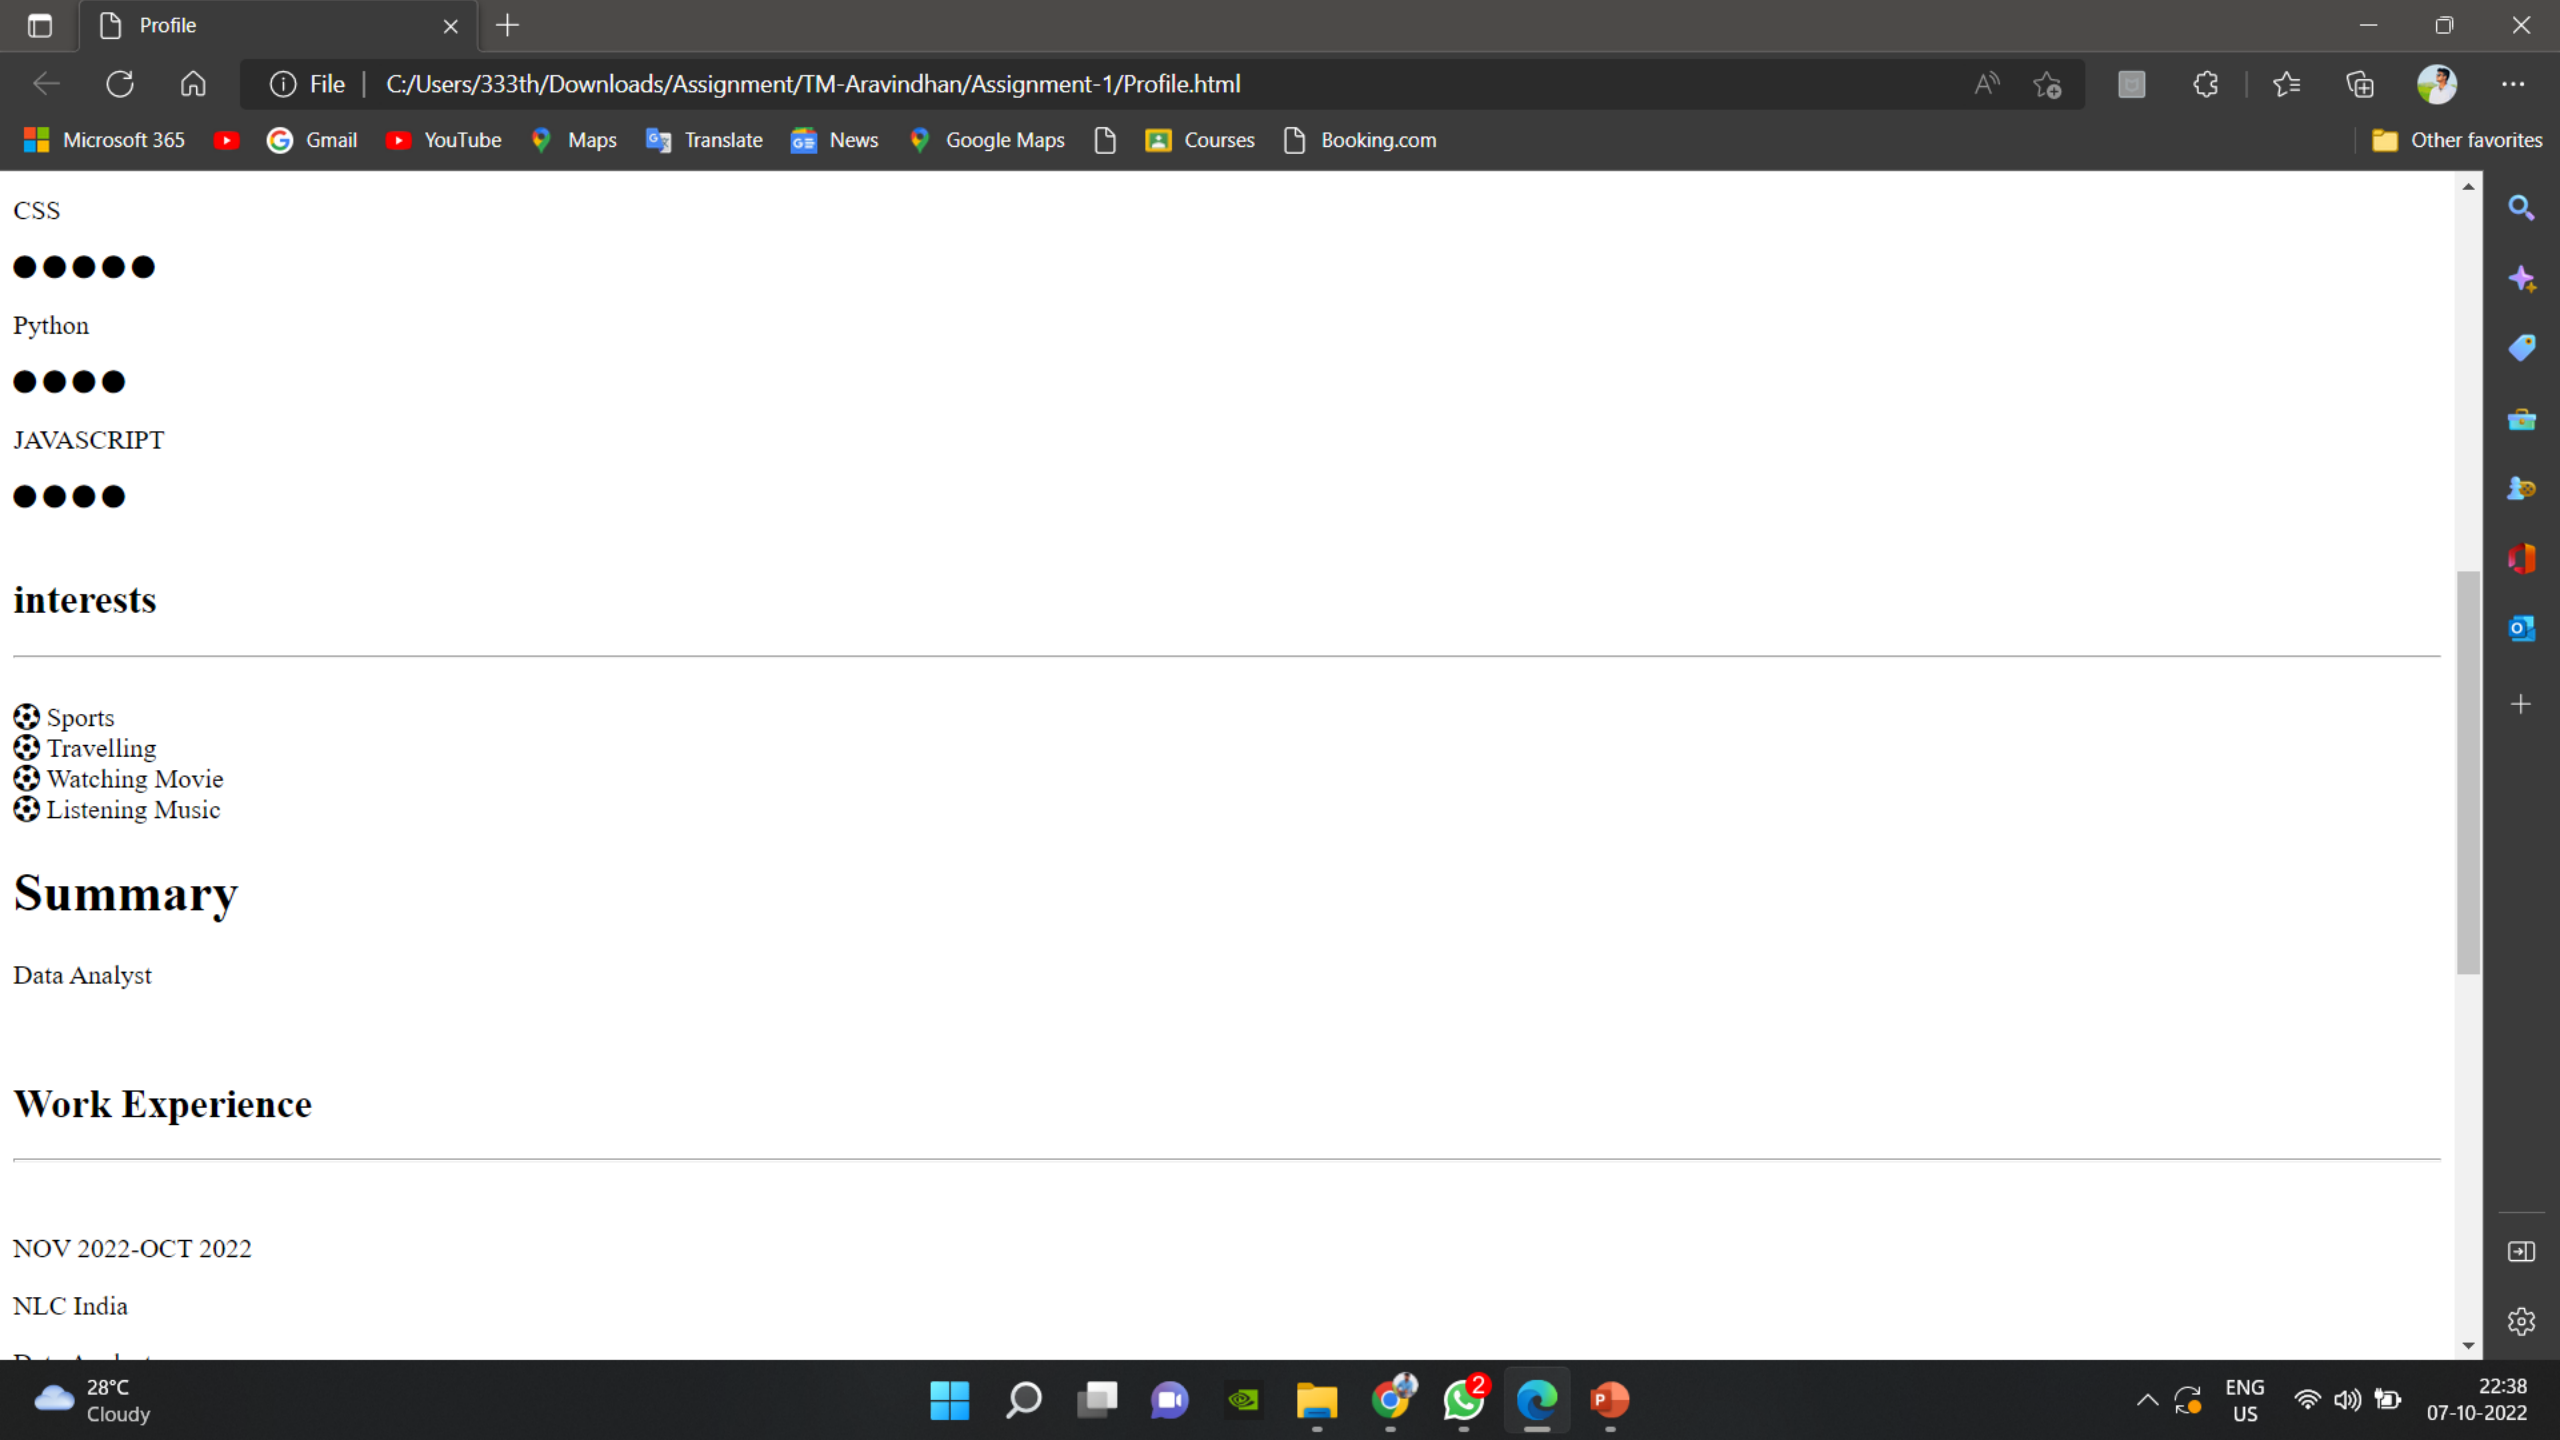 Profile
File
C:/Users/333th/Downloads/Assignment/TM-Aravindhan/Assignment-1/Profile.html
Microsoft 365 Gmail YouTube Maps Translate News Google Maps Courses Booking.com Other favorites
CSS
Python
JAVASCRIPT
interests
Sports
Travelling
Watching Movie
Listening Music
Summary
Data Analyst
Work Experience
NOV 2022-OCT 2022
NLC India
28°C
Cloudy
2
ENG
US
22:38
07-10-2022